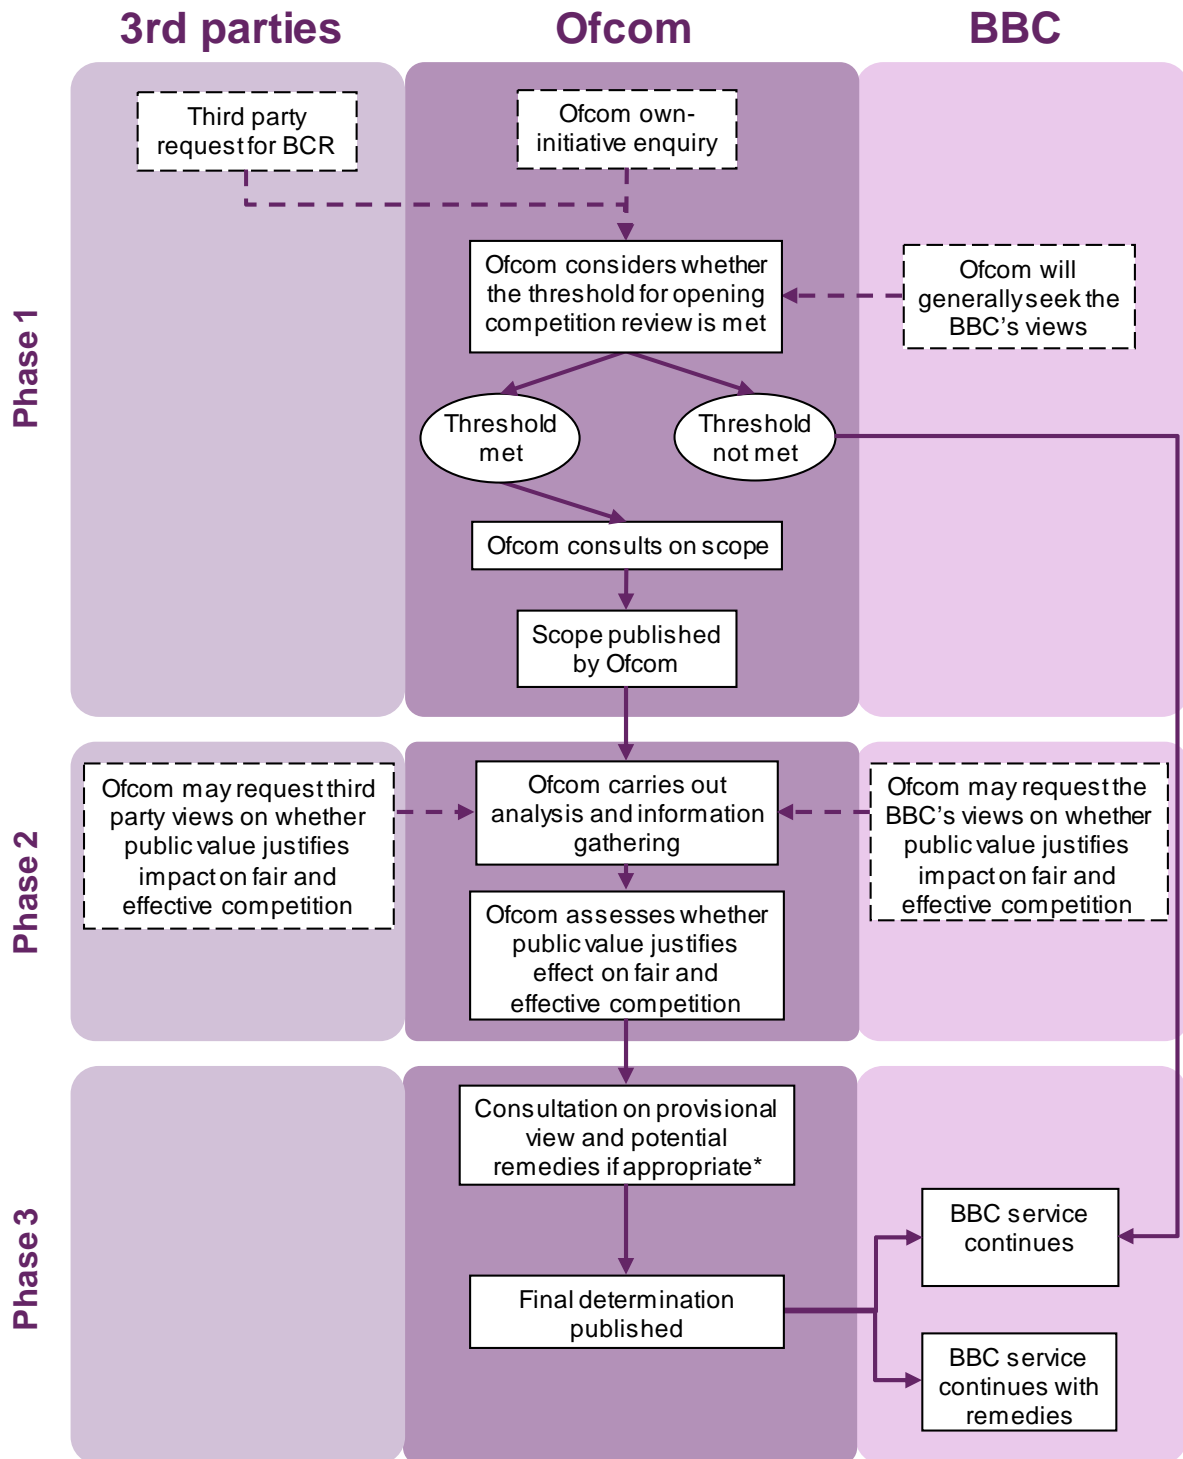 3rd parties
Ofcom
BBC
Phase 1
Third party
request for BCR
Ofcom own-
initiative enquiry
Ofcom considers whether
the threshold for opening
competition review is met
Ofcom will
generally seek the
BBC's views
Threshold
met
Threshold
not met
Ofcom consults on scope
Scope published
by Ofcom
Phase 2
Ofcom may request third
party views on whether
public value justifies
impact on fair and
effective competition
Ofcom carries out
analysis and information
gathering
Ofcom may request the
BBC's views on whether
public value justifies
impact on fair and
effective competition
Ofcom assesses whether
public value justifies
effect on fair and
effective competition
Phase 3
Consultation on provisional
view and potential
remedies if appropriate*
BBC service
continues
Final determination
published
BBC service
continues with
remedies